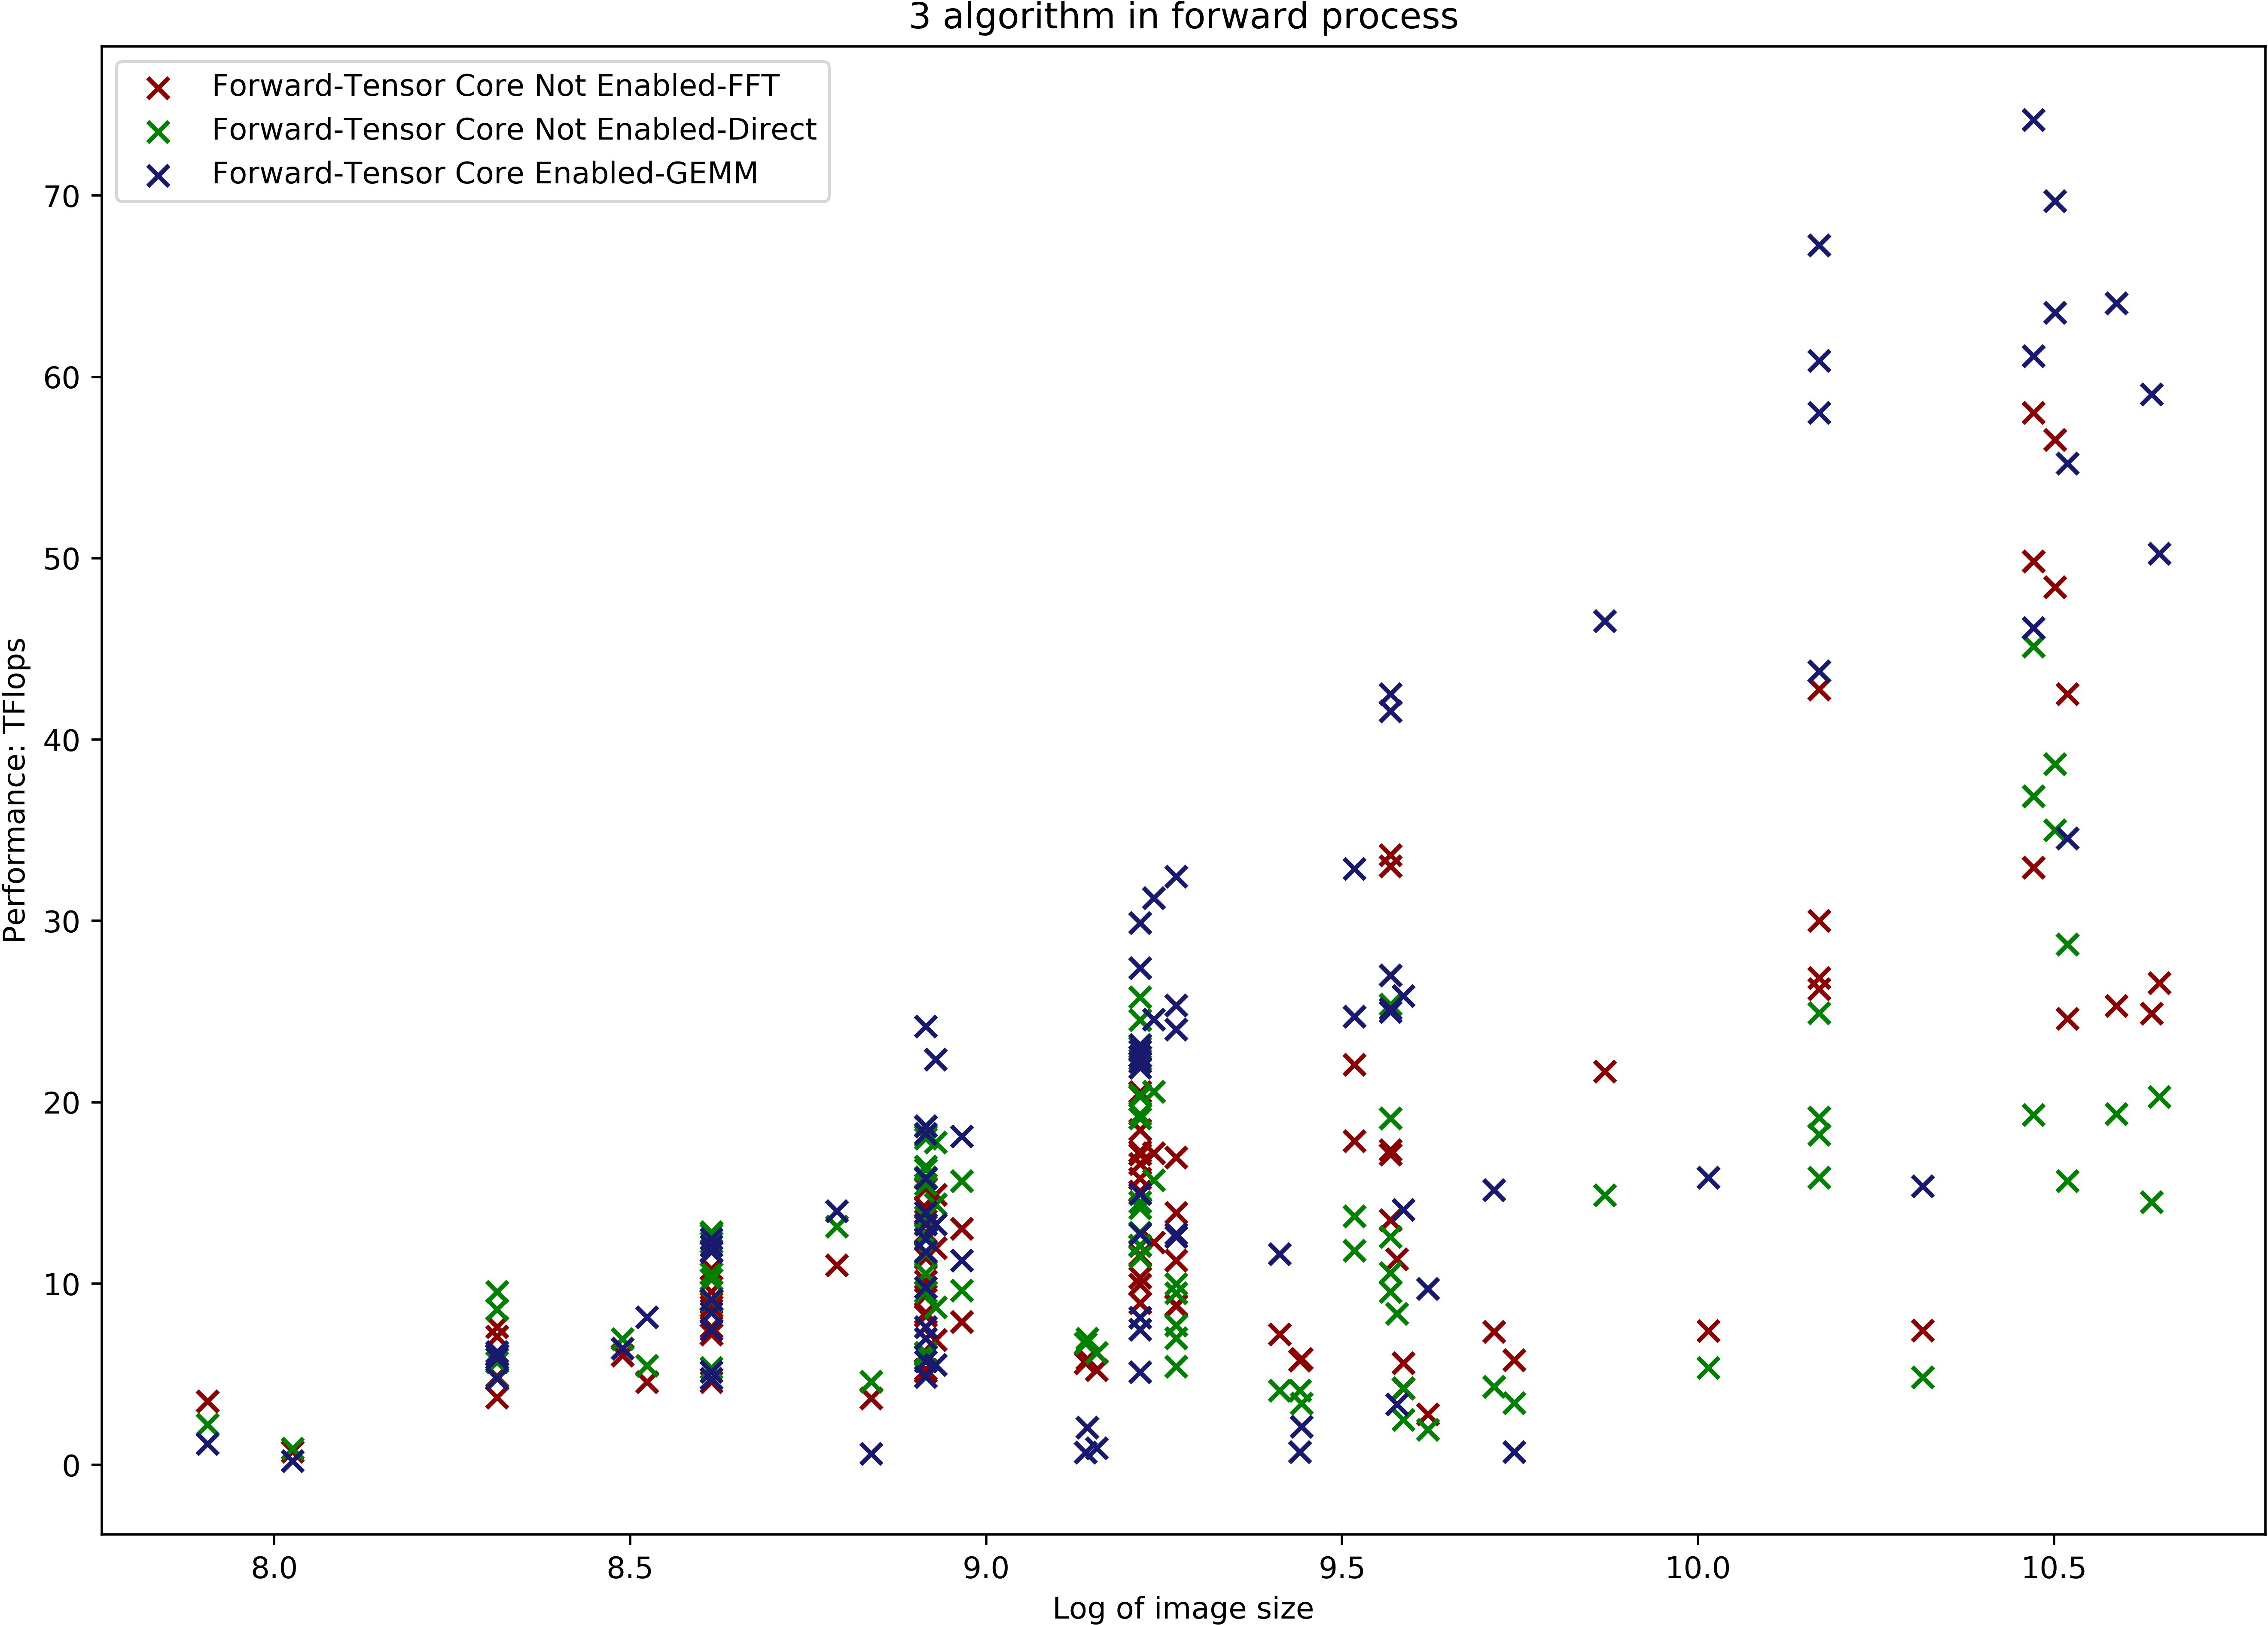 3 algorithm in forward process
Forward-Tensor Core Not Enabled-FFT
Forward-Tensor Core Not Enabled-Direct
Forward-Tensor Core Enabled-GEMM
Performance: TFlops
70
60
50
40
30
20
10
0
8.0 8.5 9.0 9.5 10.0 10.5
Log of image size